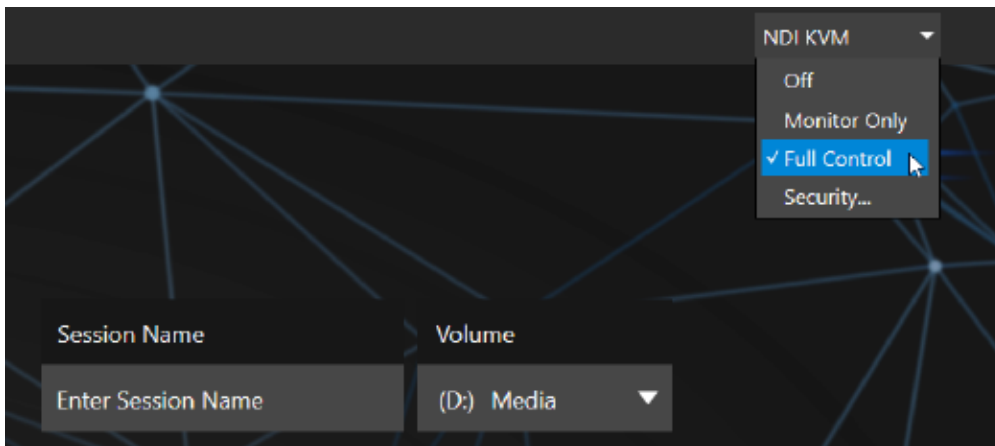 NDI KVM
Off
Monitor Only
✓ Full Control
Security...
Session Name
Volume
Enter Session Name
(D:) Media